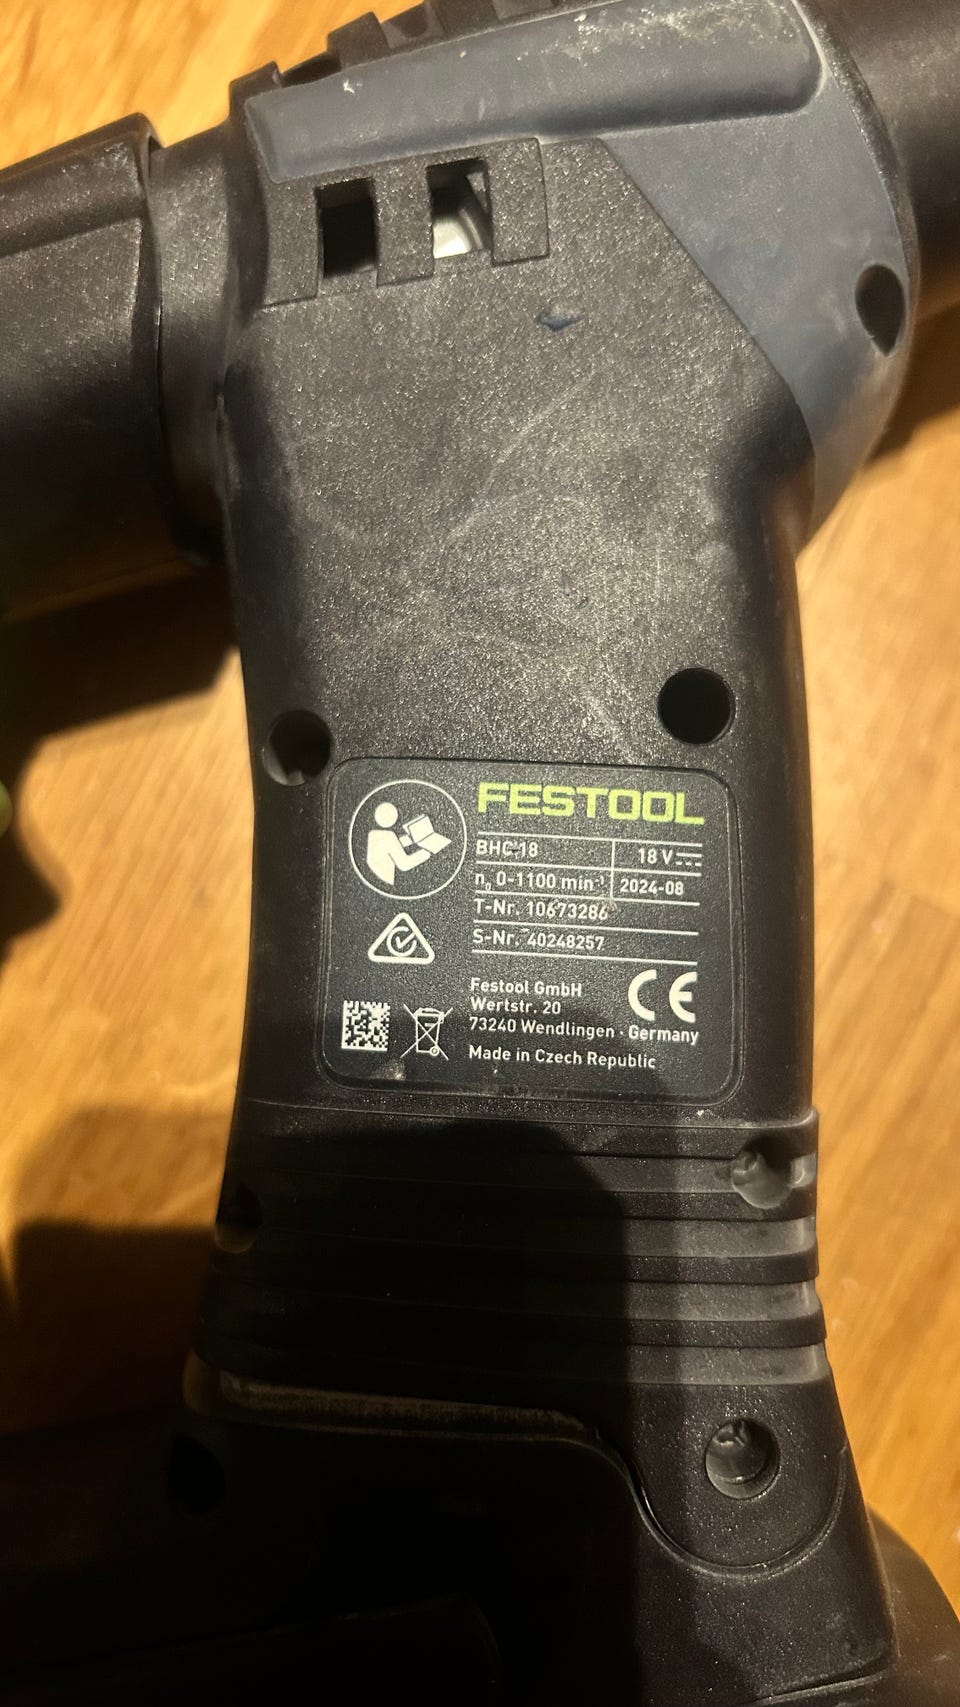 FESTOOL
BHC 18
18 V
n₀ 0-1100 min⁻¹
2024-08
T-Nr. 10673286
S-Nr. 40248257
Festool GmbH
Wertstr. 20
73240 Wendlingen · Germany
CE
Made in Czech Republic